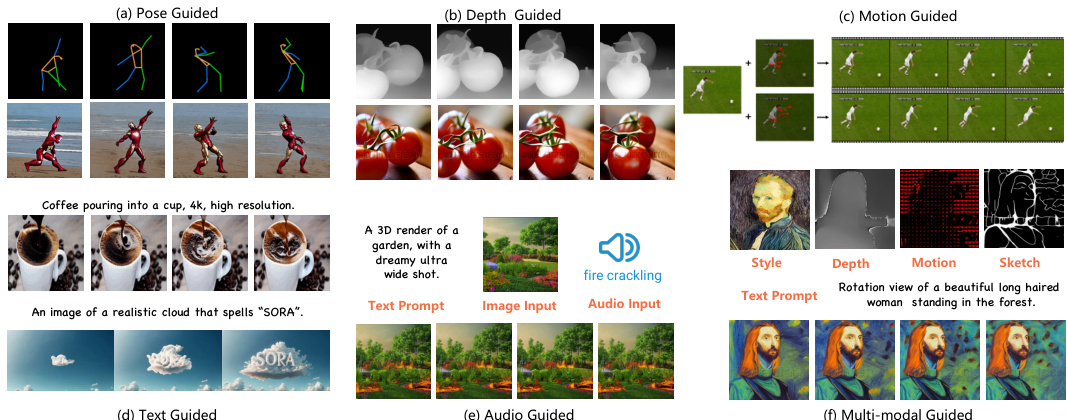 (a) Pose Guided
(b) Depth Guided
(c) Motion Guided
+
+
Coffee pouring into a cup, 4k, high resolution.
An image of a realistic cloud that spells “SORA”.
SORA
(d) Text Guided
A 3D render of a
garden, with a
dreamy ultra
wide shot.
fire crackling
Text Prompt
Image Input
Audio Input
(e) Audio Guided
Style
Depth
Motion
Sketch
Text Prompt
Rotation view of a beautiful long haired
woman standing in the forest.
(f) Multi-modal Guided